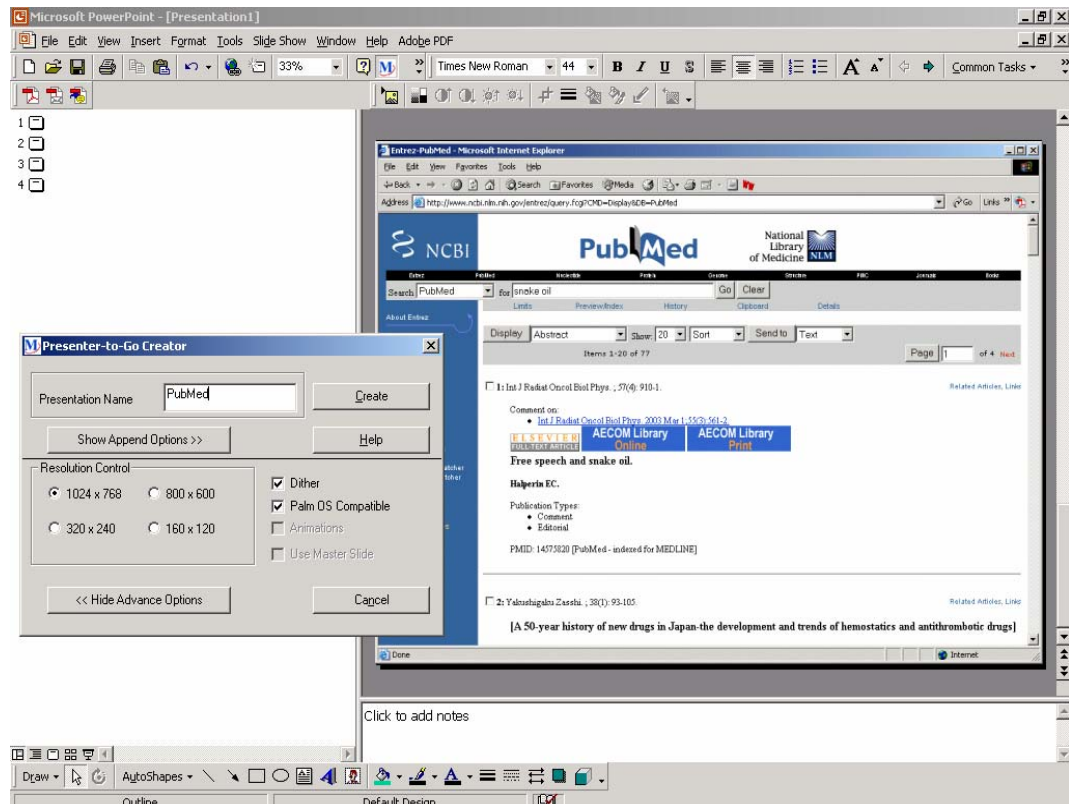 Microsoft PowerPoint - [Presentation1]
File Edit View Insert Format Tools Slide Show Window Help Adobe PDF
33% Times New Roman 44 B I U S A A Common Tasks
1
2
3
4
Entrez-PubMed - Microsoft Internet Explorer
File Edit View Favorites Tools Help
Back Search Favorites Media
Address http://www.ncbi.nlm.nih.gov/entrez/query.fcgi?CMD=Display&DB=PubMed Go Links
NCBI PubMed National Library of Medicine NLM
Entrez PubMed Nucleotide Protein Genome Structure PMC Journals Books
Search PubMed for snake oil Go Clear
Limits Preview/Index History Clipboard Details
About Entrez
Display Abstract Show: 20 Sort Send to Text
Items 1-20 of 77 Page 1 of 4 Next
1: Int J Radiat Oncol Biol Phys. ; 57(4): 910-1. Related Articles, Links
Comment on:
Int J Radiat Oncol Biol Phys. 2003 Mar 1;55(3):561-2.
ELSEVIER FULL-TEXT ARTICLE AECOM Library Online AECOM Library Print
Free speech and snake oil.
Halperin EC.
Publication Types:
Comment
Editorial
PMID: 14575820 [PubMed - indexed for MEDLINE]
2: Yakushigaku Zasshi. ; 38(1): 93-105. Related Articles, Links
[A 50-year history of new drugs in Japan-the development and trends of hemostatics and antithrombotic drugs]
Done Internet
Presenter-to-Go Creator
Presentation Name PubMed Create
Show Append Options >> Help
Resolution Control
1024 x 768 800 x 600
320 x 240 160 x 120
Dither
Palm OS Compatible
Animations
Use Master Slide
<< Hide Advance Options Cancel
Click to add notes
Draw AutoShapes
Outline Default Design